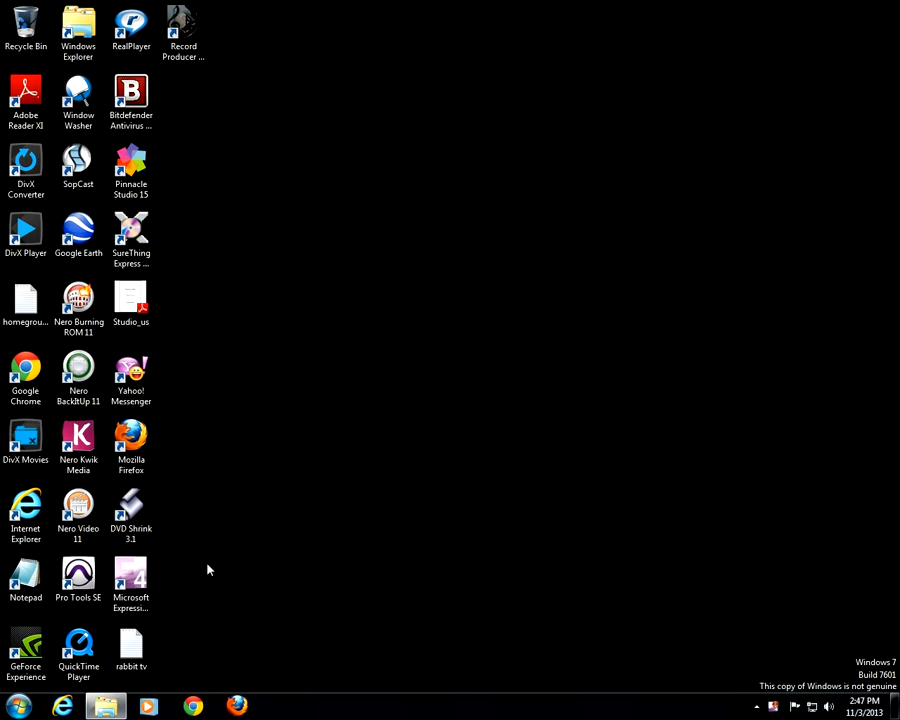 Recycle Bin
Windows
Explorer
RealPlayer
Record
Producer ...
Adobe
Reader XI
Window
Washer
Bitdefender
Antivirus ...
DivX
Converter
SopCast
Pinnacle
Studio 15
DivX Player
Google Earth
SureThing
Express ...
homegrou...
Nero Burning
ROM 11
Studio_us
Google
Chrome
Nero
BackItUp 11
Yahoo!
Messenger
DivX Movies
Nero Kwik
Media
Mozilla
Firefox
Internet
Explorer
Nero Video
11
DVD Shrink
3.1
Notepad
Pro Tools SE
Microsoft
Expressi...
GeForce
Experience
QuickTime
Player
rabbit tv
Windows 7
Build 7601
This copy of Windows is not genuine
2:47 PM
11/3/2013